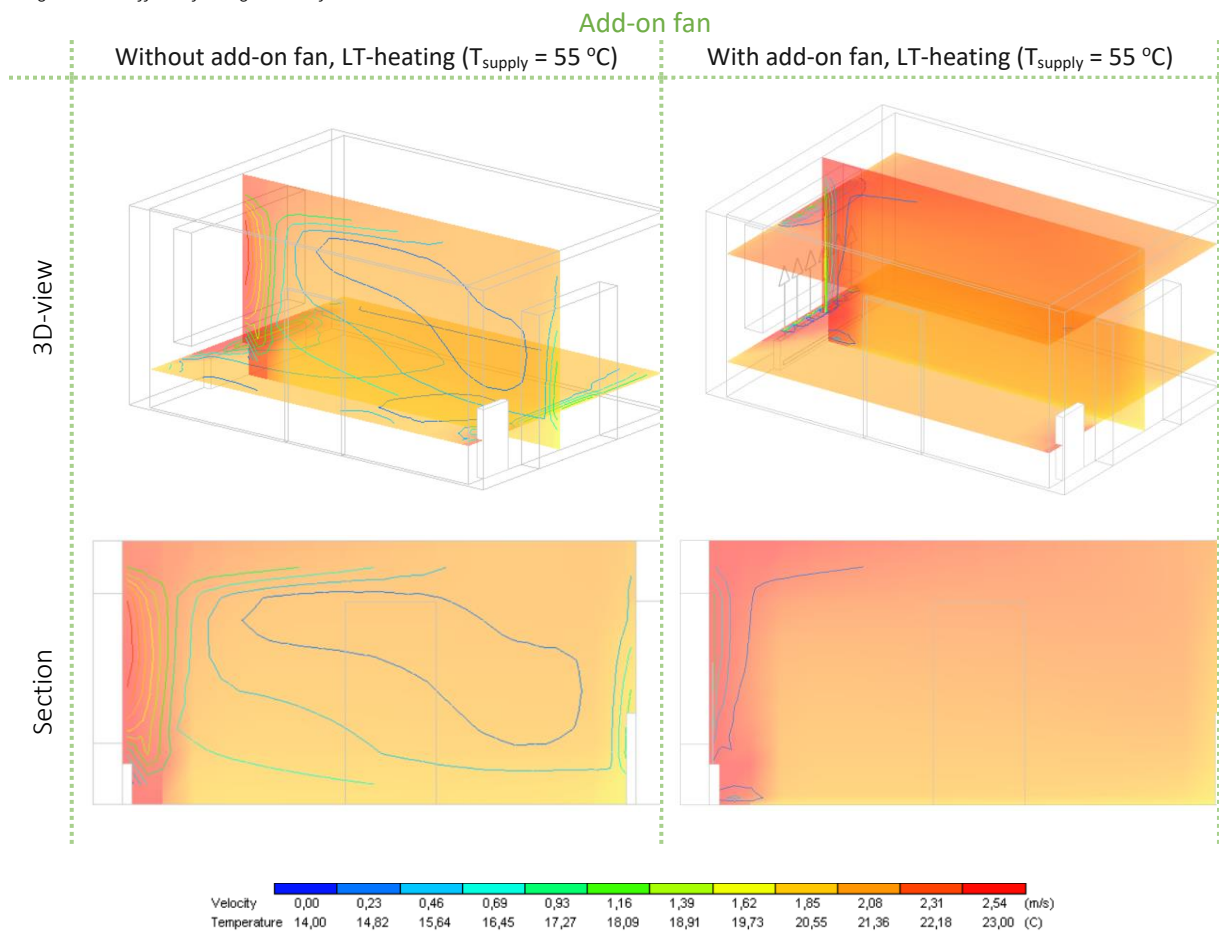 Add-on fan
Without add-on fan, LT-heating (Tsupply = 55 °C)
With add-on fan, LT-heating (Tsupply = 55 °C)
3D-view
Section
Velocity 0,00 0,23 0,46 0,69 0,93 1,16 1,39 1,62 1,85 2,08 2,31 2,54 (m/s)
Temperature 14,00 14,82 15,64 16,45 17,27 18,09 18,91 19,73 20,55 21,36 22,18 23,00 (C)